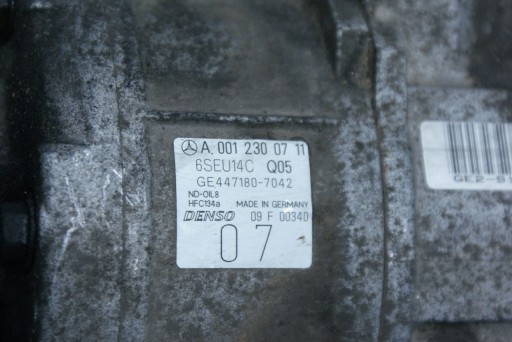 A 001 230 07 11
6SEU14C Q05
GE447180-7042
ND-OIL8
HFC134a MADE IN GERMANY
DENSO 09 F 00340
07